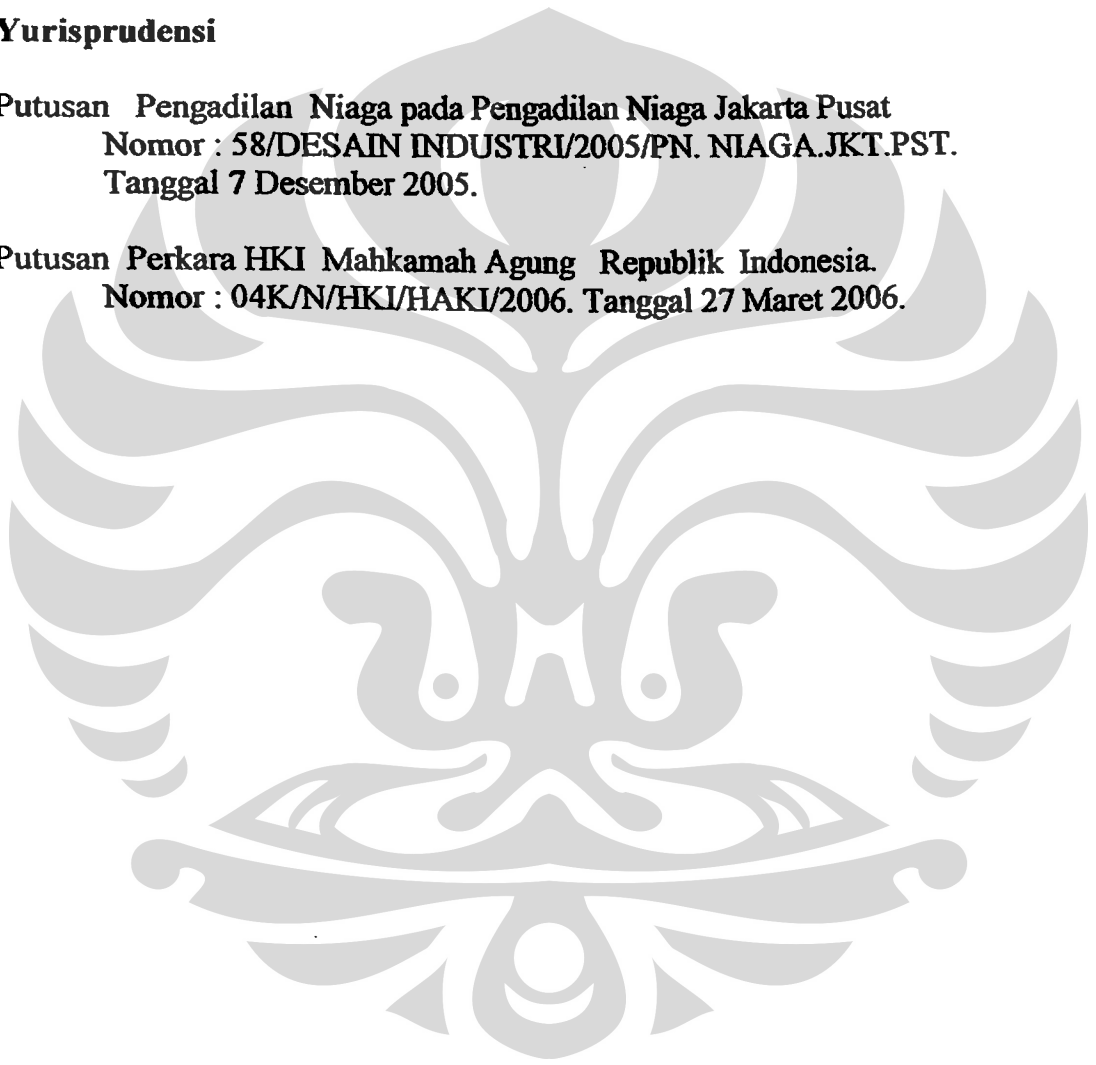 Yurisprudensi
Putusan Pengadilan Niaga pada Pengadilan Niaga Jakarta Pusat
Nomor : 58/DESAIN INDUSTRI/2005/PN. NIAGA.JKT.PST.
Tanggal 7 Desember 2005.
Putusan Perkara HKI Mahkamah Agung Republik Indonesia.
Nomor : 04K/N/HKI/HAKI/2006. Tanggal 27 Maret 2006.